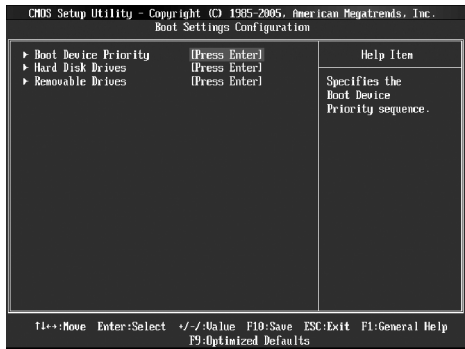 CMOS Setup Utility - Copyright (C) 1985-2005, American Megatrends, Inc.
Boot Settings Configuration
▶ Boot Device Priority [Press Enter]
▶ Hard Disk Drives [Press Enter]
▶ Removable Drives [Press Enter]
Help Item
Specifies the
Boot Device
Priority sequence.
↑↓←→:Move Enter:Select +/-/:Value F10:Save ESC:Exit F1:General Help
F9:Optimized Defaults